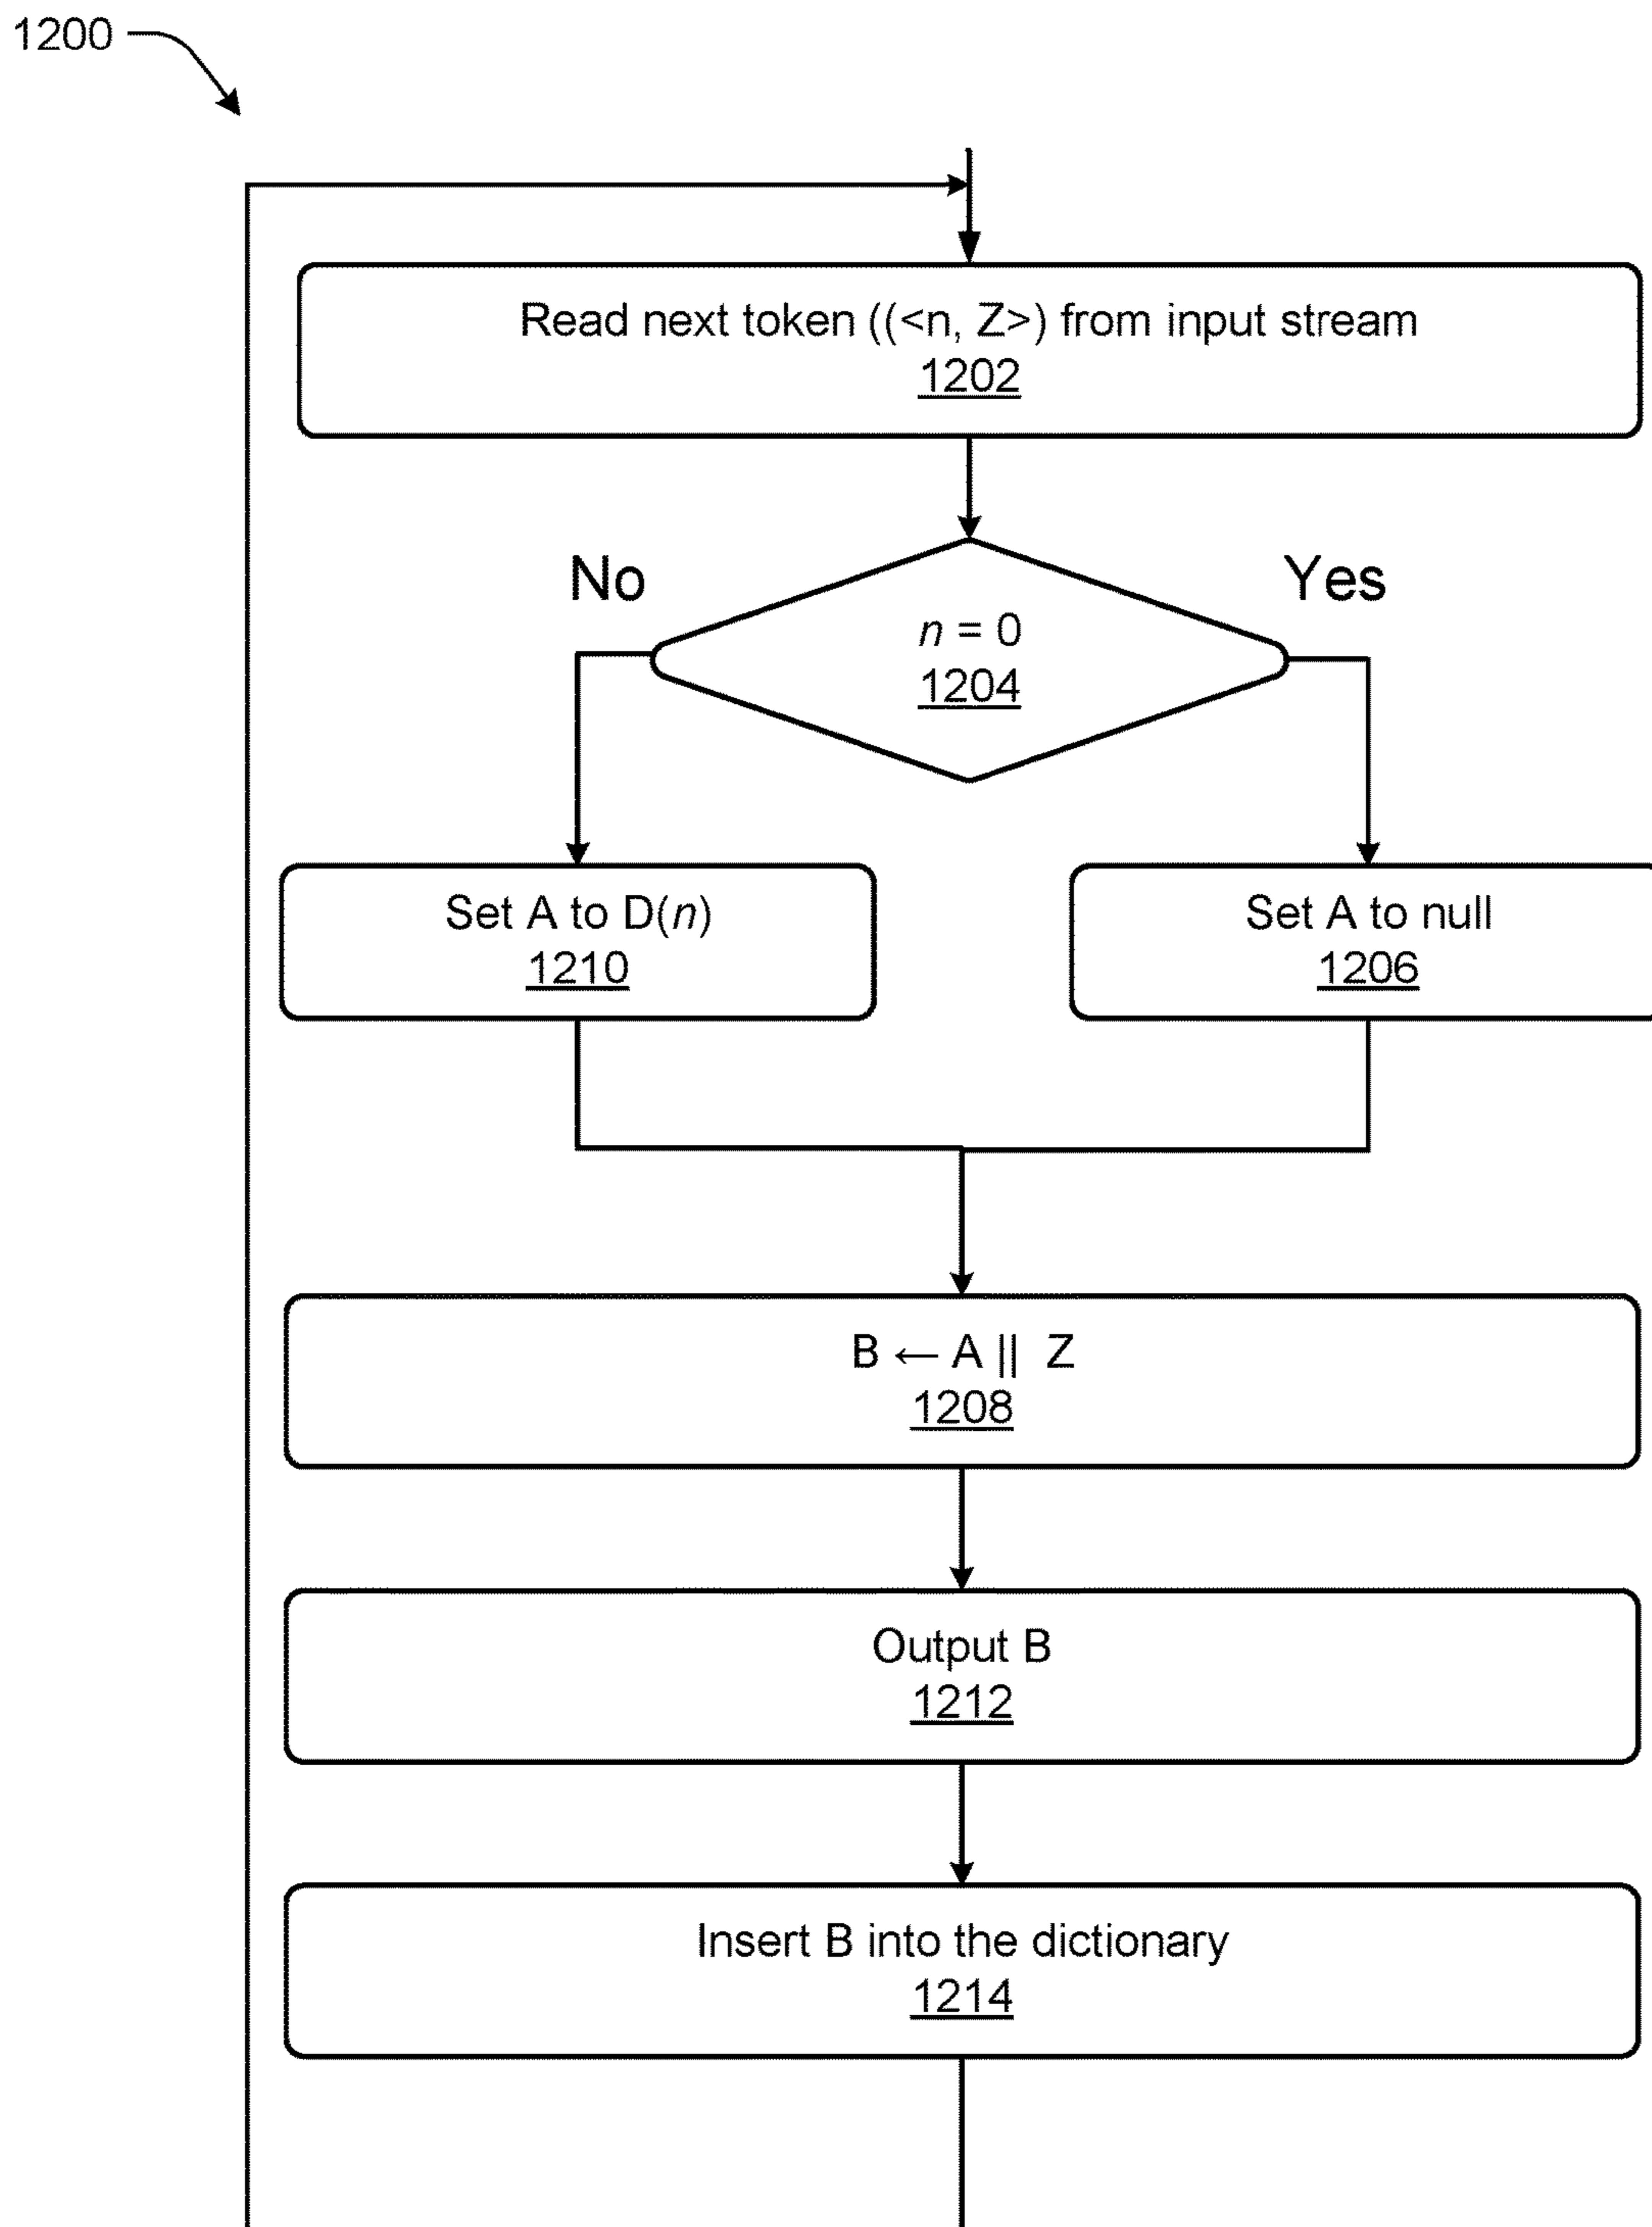 1200
Read next token ((<n, Z>) from input stream
1202
No
Yes
n = 0
1204
Set A to D(n)
1210
Set A to null
1206
B ← A || Z
1208
Output B
1212
Insert B into the dictionary
1214